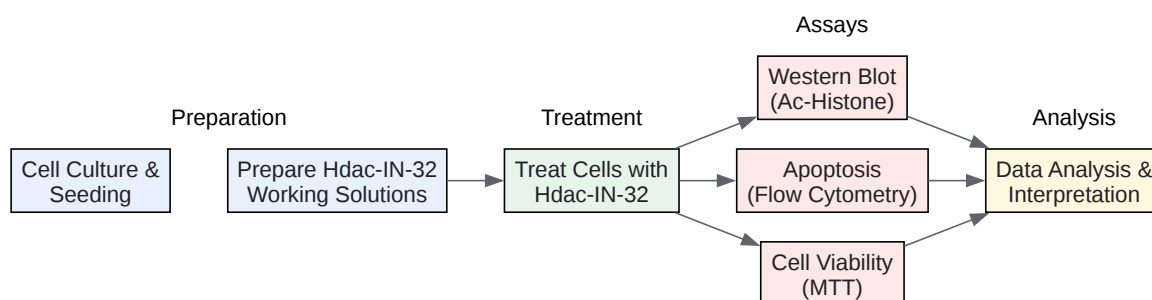 Preparation
Cell Culture &
Seeding
Prepare Hdac-IN-32
Working Solutions
Treatment
Treat Cells with
Hdac-IN-32
Assays
Western Blot
(Ac-Histone)
Apoptosis
(Flow Cytometry)
Cell Viability
(MTT)
Analysis
Data Analysis &
Interpretation